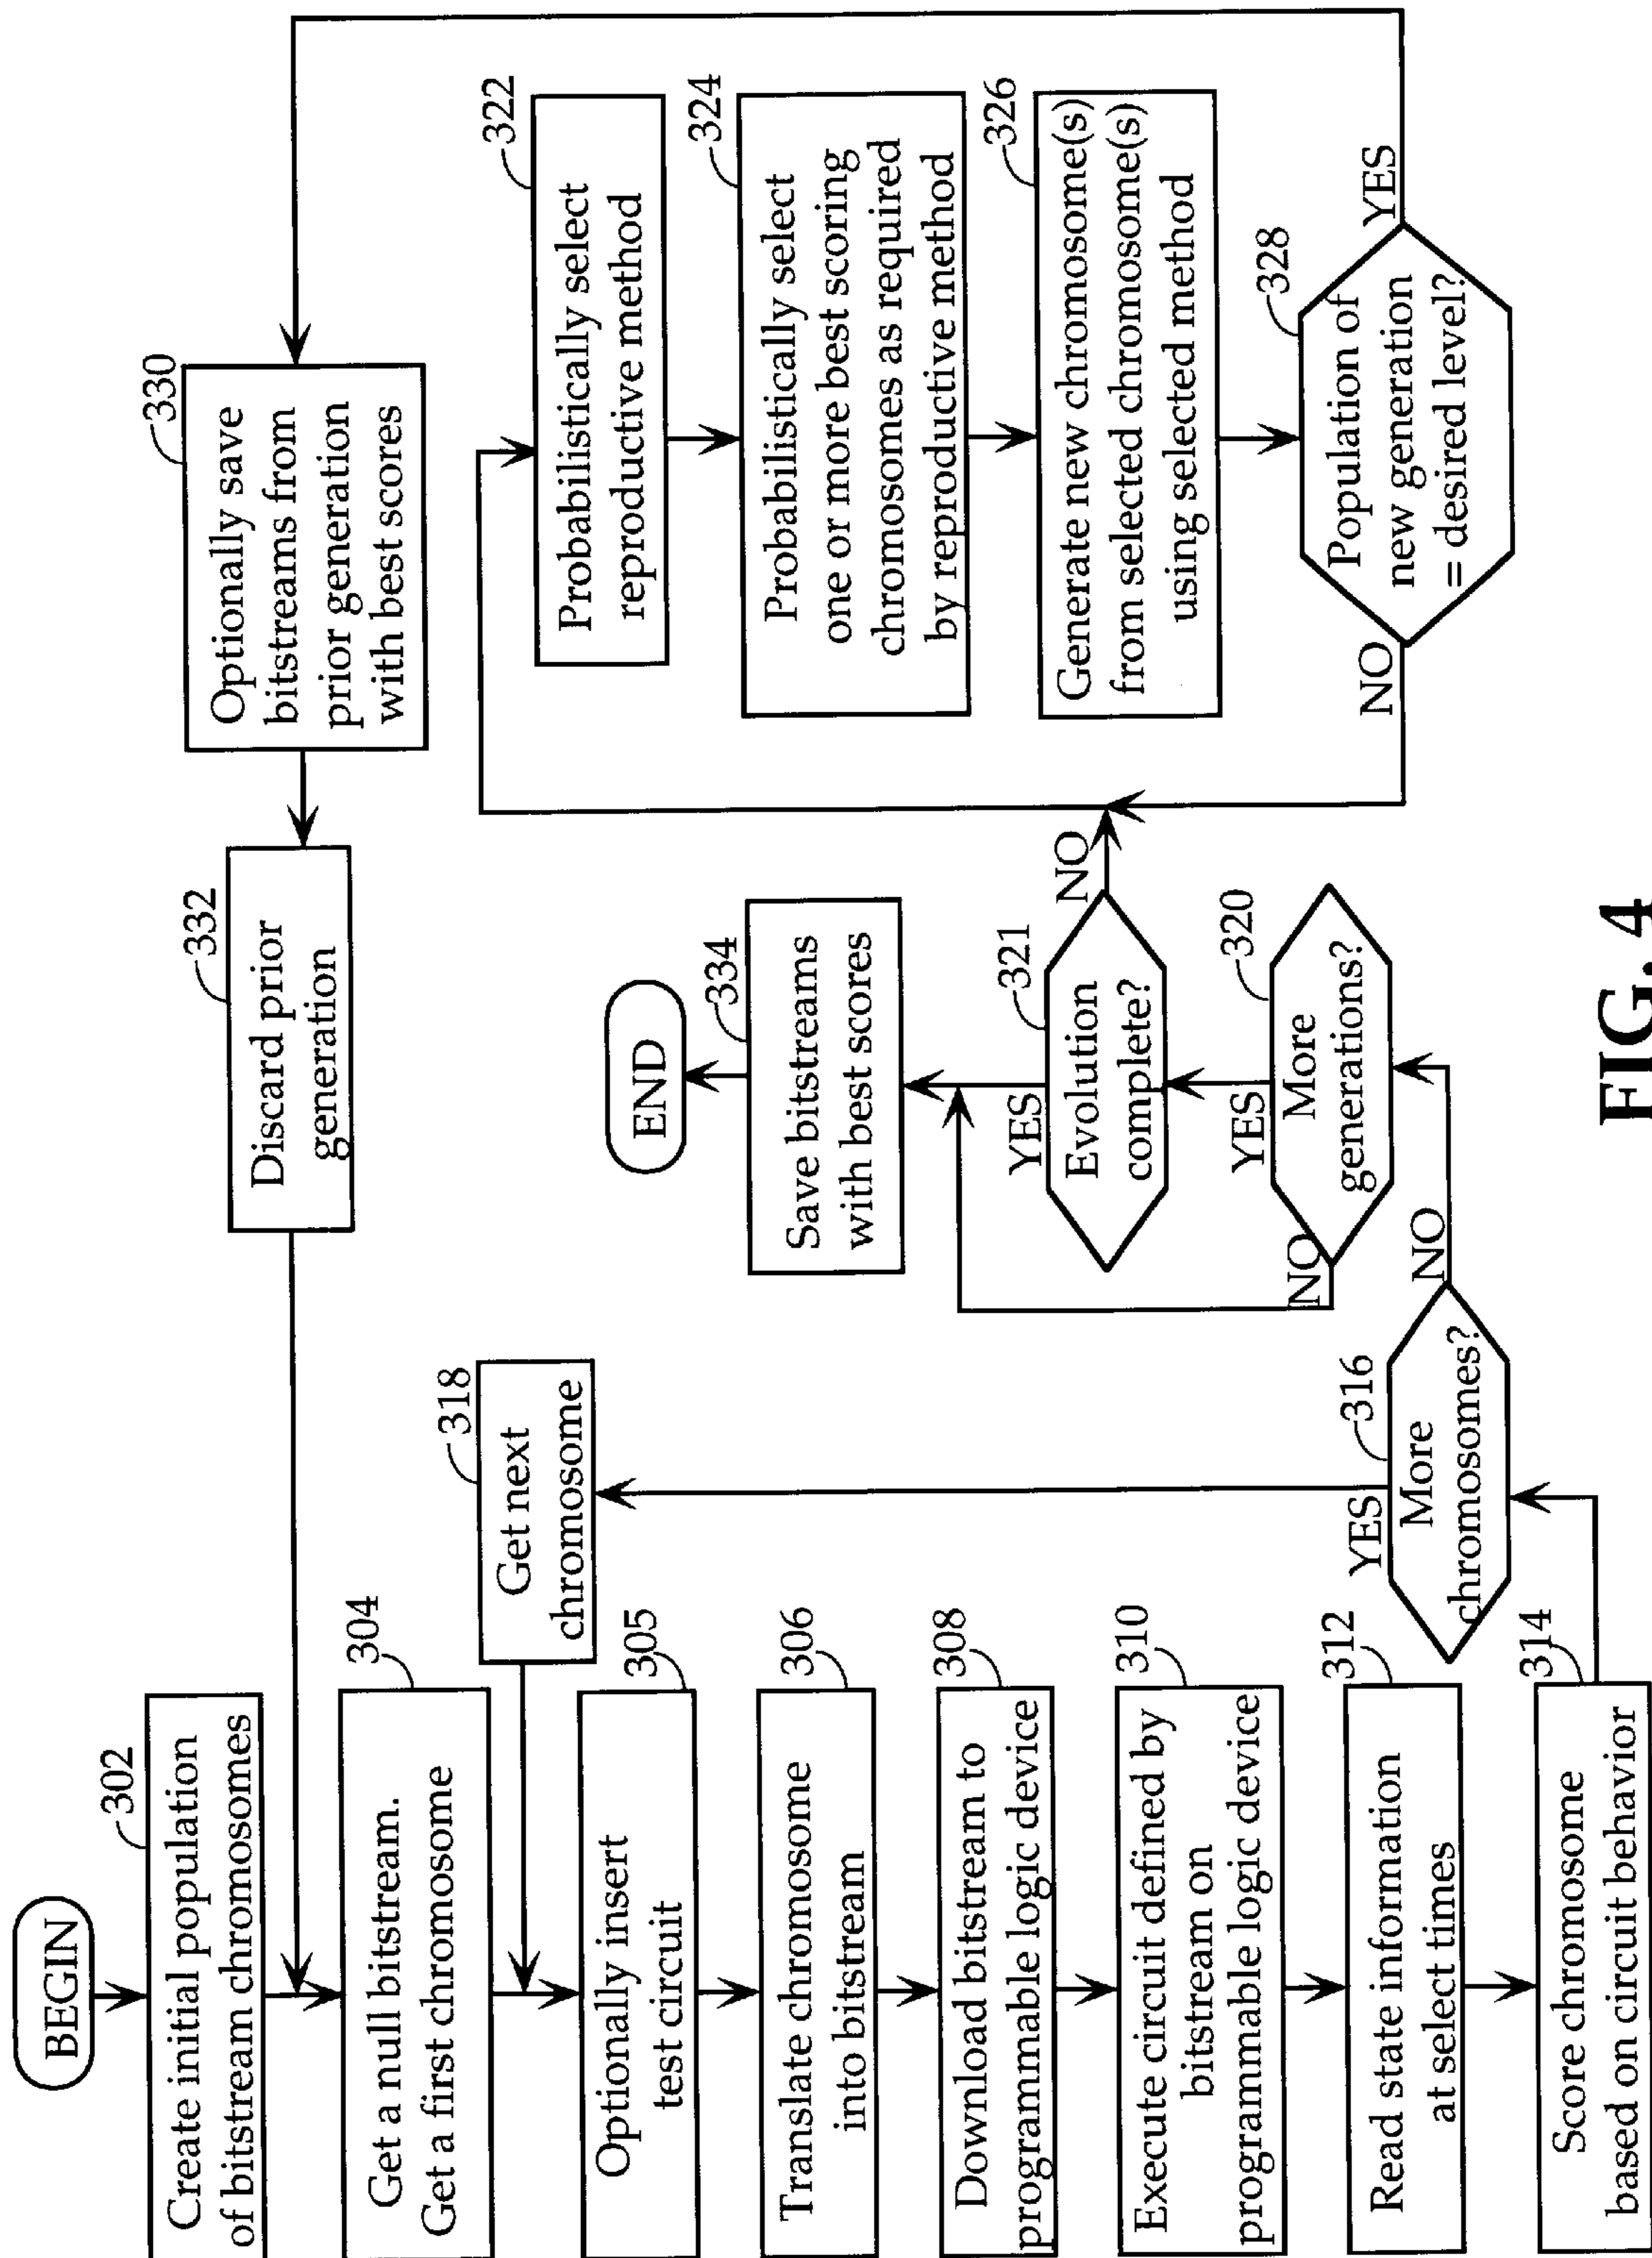 BEGIN
302
Create initial population
of bitstream chromosomes
304
Get a null bitstream.
Get a first chromosome
305
Optionally insert
test circuit
306
Translate chromosome
into bitstream
308
Download bitstream to
programmable logic device
310
Execute circuit defined by
bitstream on
programmable logic device
312
Read state information
at select times
314
Score chromosome
based on circuit behavior
316
More
chromosomes?
YES
NO
318
Get next
chromosome
320
More
generations?
YES
NO
321
Evolution
complete?
YES
NO
334
Save bitstreams
with best scores
END
322
Probabilistically select
reproductive method
324
Probabilistically select
one or more best scoring
chromosomes as required
by reproductive method
326
Generate new chromosome(s)
from selected chromosome(s)
using selected method
328
Population of
new generation
= desired level?
NO
YES
330
Optionally save
bitstreams from
prior generation
with best scores
332
Discard prior
generation
FIG. 4